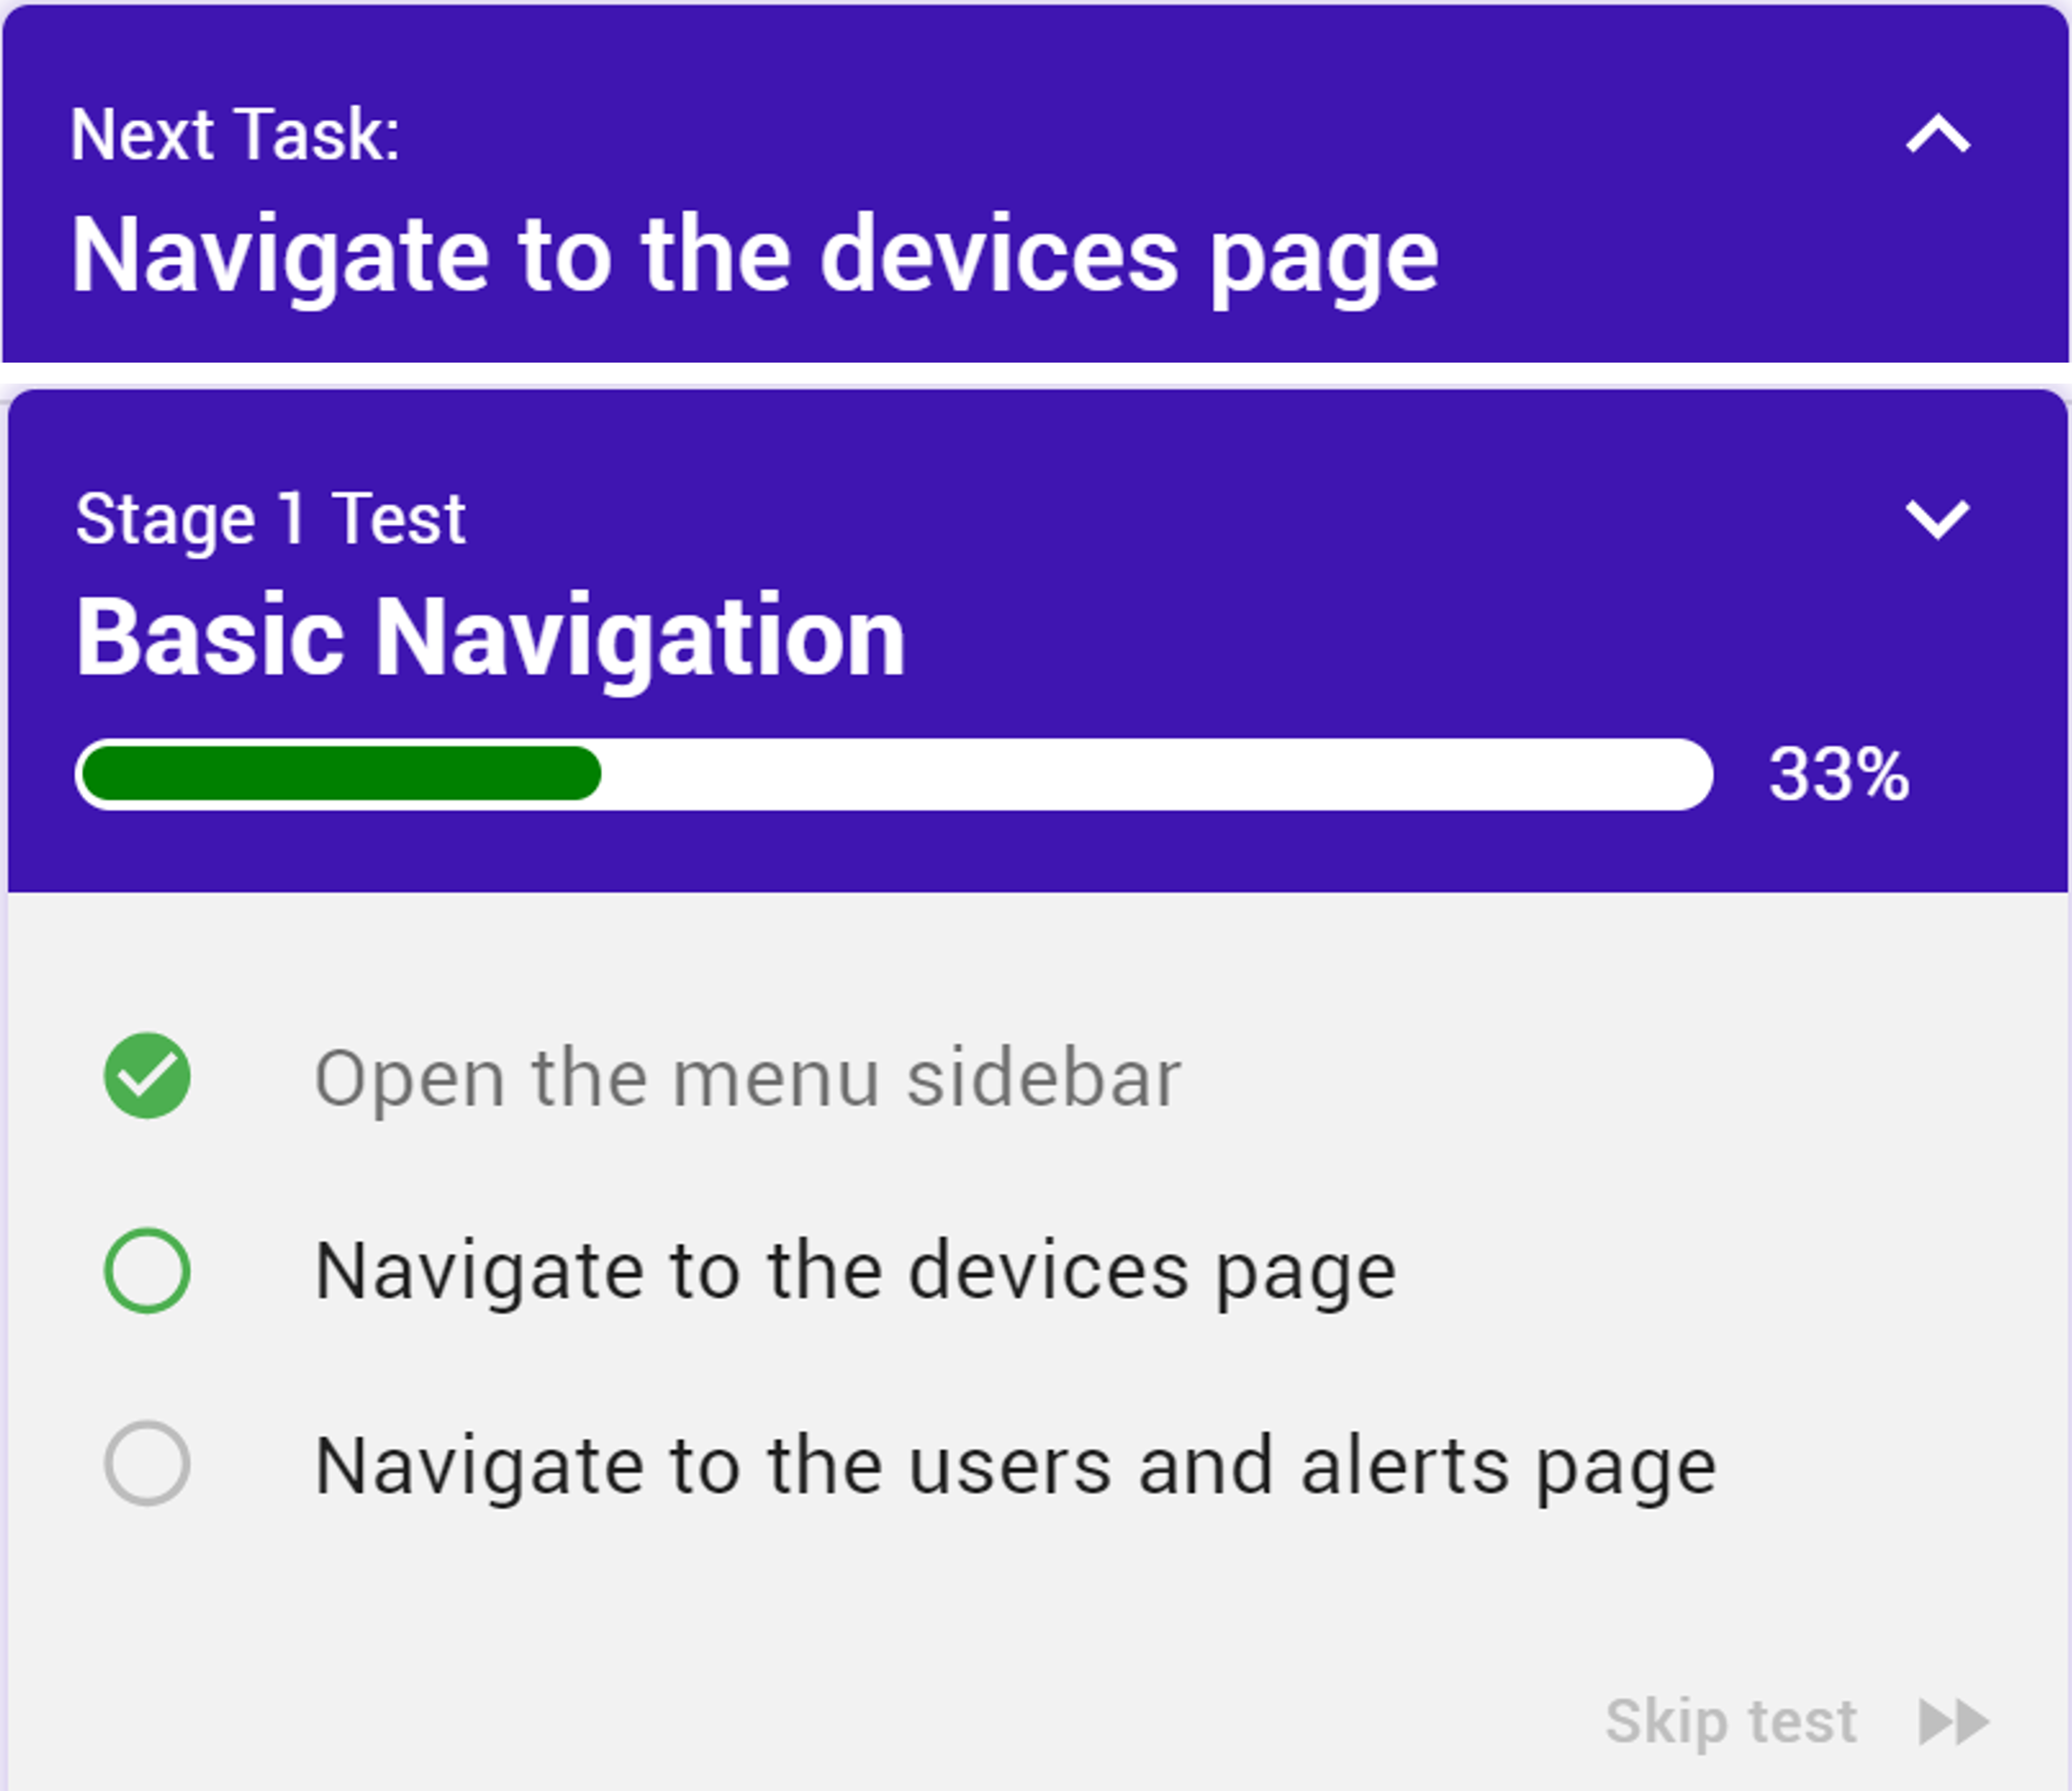 Next Task:
Navigate to the devices page
Stage 1 Test
Basic Navigation
33%
Open the menu sidebar
Navigate to the devices page
Navigate to the users and alerts page
Skip test